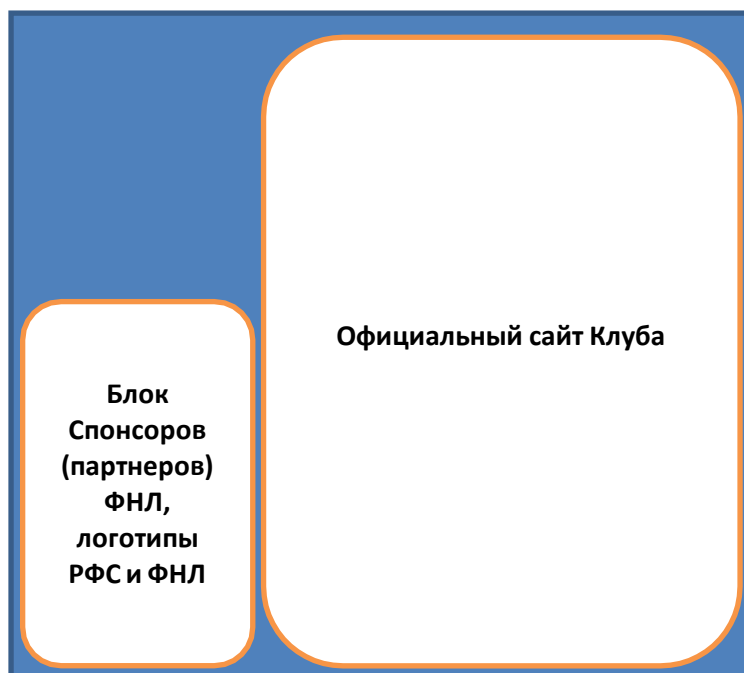 Официальный сайт Клуба
Блок
Спонсоров
(партнеров)
ФНЛ,
логотипы
РФС и ФНЛ